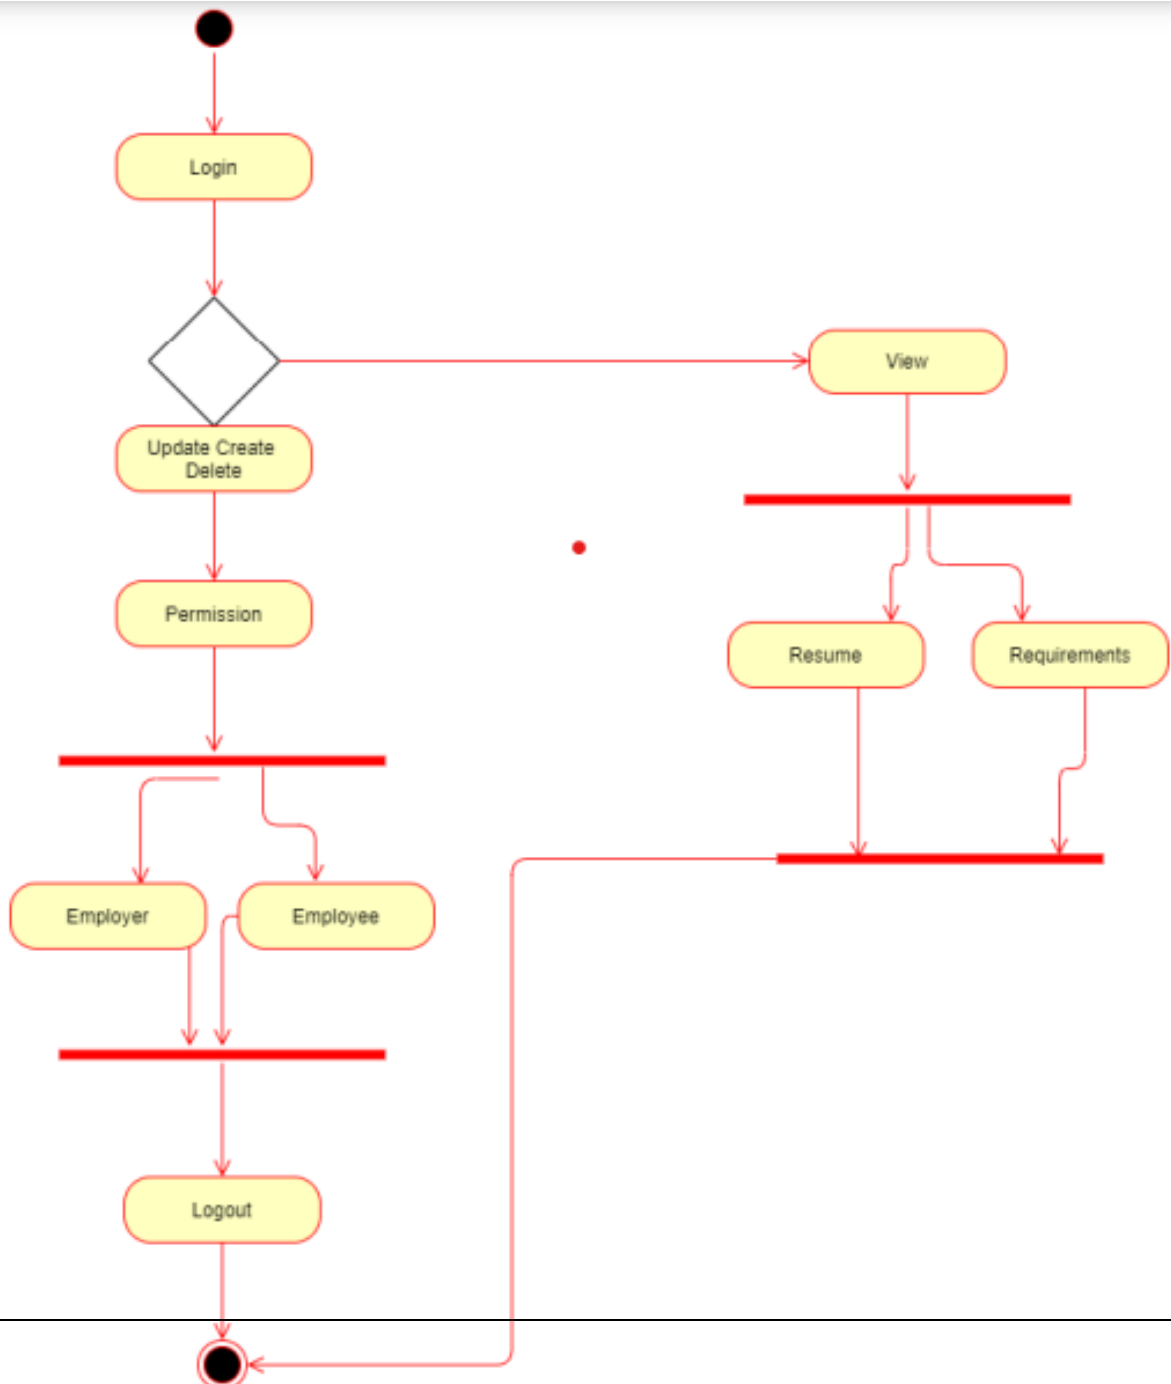 Login
View
Update Create
Delete
Permission
Resume
Requirements
Employer
Employee
Logout